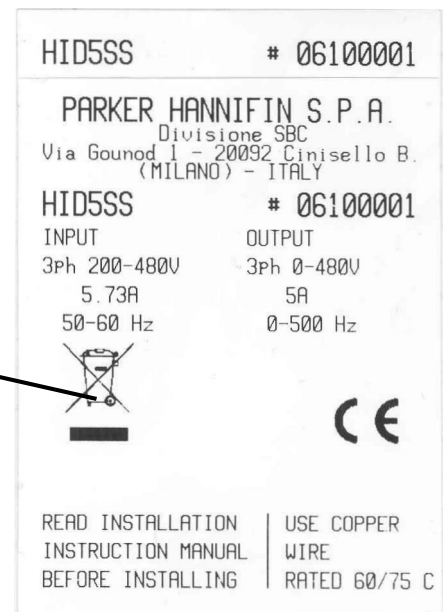 HID5SS # 06100001
PARKER HANNIFIN S.P.A.
Divisione SBC
Via Gounod 1 - 20092 Cinisello B.
(MILANO) - ITALY
HID5SS # 06100001
INPUT OUTPUT
3Ph 200-480V 3Ph 0-480V
5.73A 5A
50-60 Hz 0-500 Hz
CE
READ INSTALLATION USE COPPER
INSTRUCTION MANUAL WIRE
BEFORE INSTALLING RATED 60/75 C